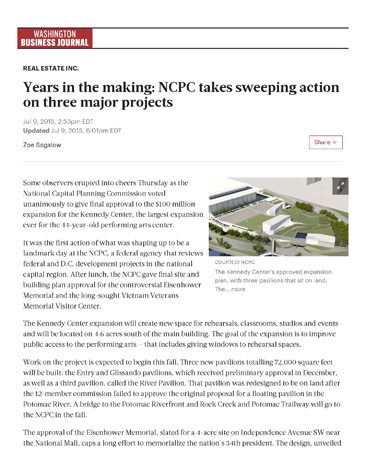 WASHINGTON
BUSINESS JOURNAL
REAL ESTATE INC.
Years in the making: NCPC takes sweeping action
on three major projects
Jul 9, 2015, 2:53pm EDT
Updated Jul 9, 2015, 6:01pm EDT
Zoe Sagalow
Share
Some observers erupted into cheers Thursday as the
National Capital Planning Commission voted
unanimously to give final approval to the $100 million
expansion for the Kennedy Center, the largest expansion
ever for the 44-year-old performing arts center.
It was the first action of what was shaping up to be a
landmark day at the NCPC, a federal agency that reviews
federal and D.C. development projects in the national
capital region. After lunch, the NCPC gave final site and
building plan approval for the controversial Eisenhower
Memorial and the long-sought Vietnam Veterans
Memorial Visitor Center.
COURTESY NCPC
The Kennedy Center's approved expansion
plan, with three pavilions that sit on land.
The... more
The Kennedy Center expansion will create new space for rehearsals, classrooms, studios and events
and will be located on 4.6 acres south of the main building. The goal of the expansion is to improve
public access to the performing arts – that includes giving windows to rehearsal spaces.
Work on the project is expected to begin this fall. Three new pavilions totalling 72,000 square feet
will be built: the Entry and Glissando pavilions, which received preliminary approval in December,
as well as a third pavilion, called the River Pavilion. That pavilion was redesigned to be on land after
the 12-member commission failed to approve the original proposal for a floating pavilion in the
Potomac River. A bridge to the Potomac Riverfront and Rock Creek and Potomac Trailway will go to
the NCPC in the fall.
The approval of the Eisenhower Memorial, slated for a 4-acre site on Independence Avenue SW near
the National Mall, caps a long effort to memorialize the nation's 34th president. The design, unveiled